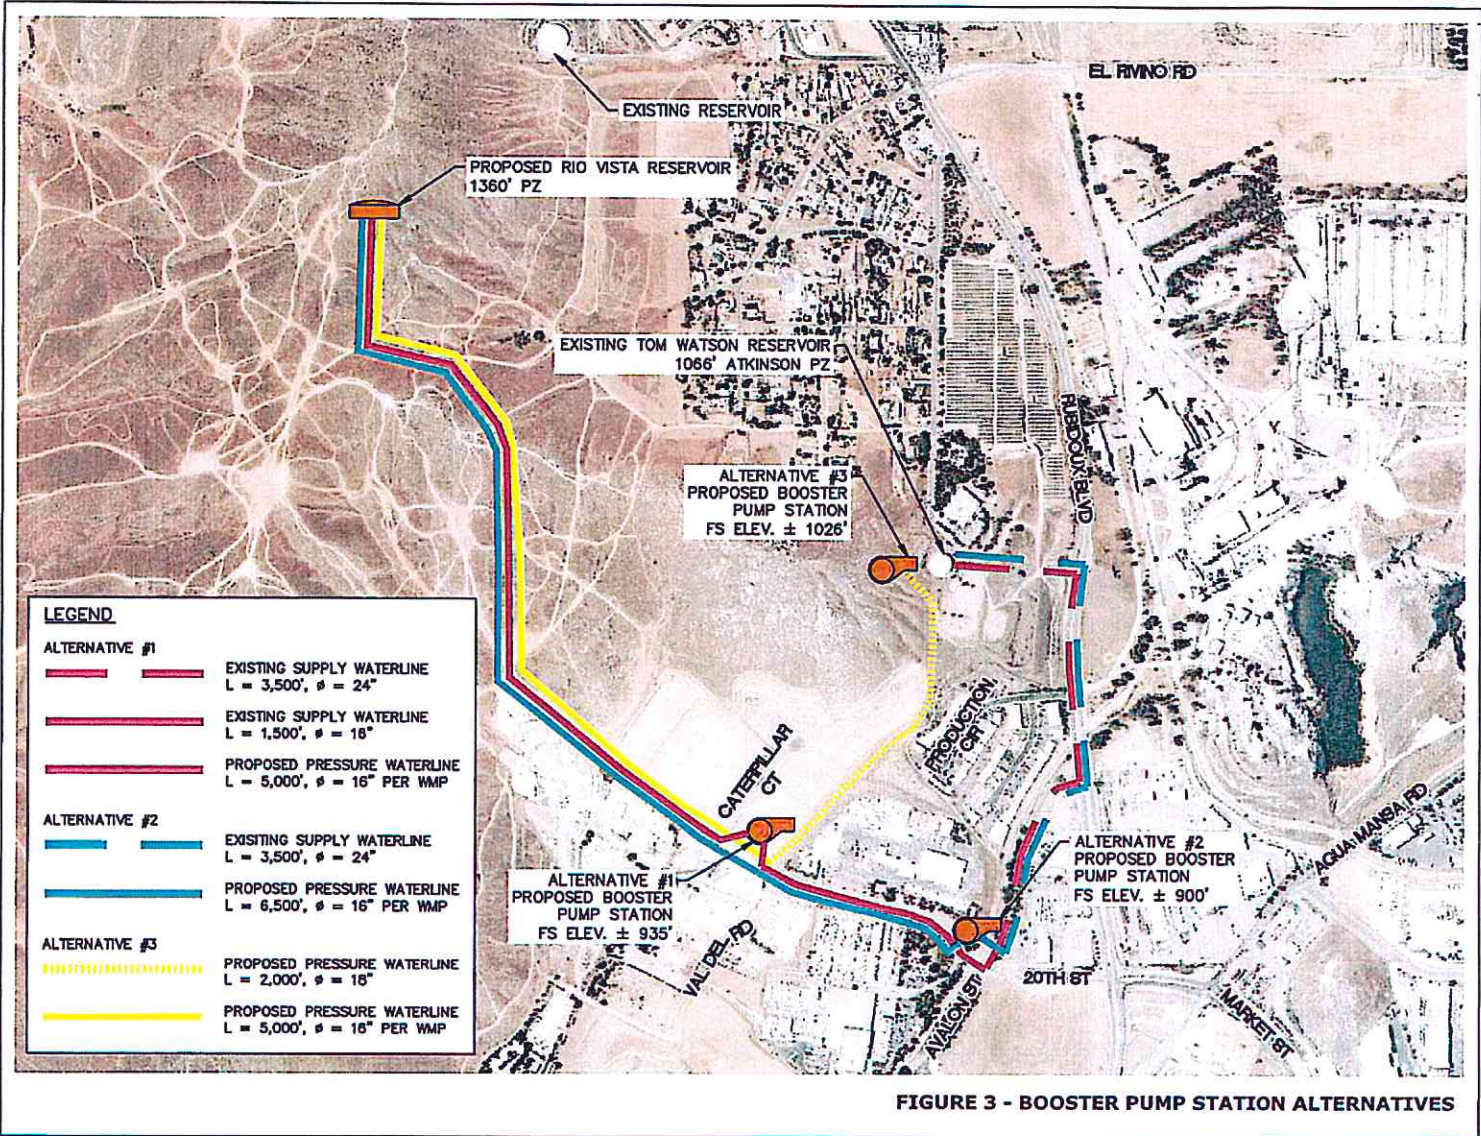 EL RIVINO RD
EXISTING RESERVOIR
PROPOSED RIO VISTA RESERVOIR
1360' PZ
EXISTING TOM WATSON RESERVOIR
1066' ATKINSON PZ
RUBIDOUX BLVD
ALTERNATIVE #3
PROPOSED BOOSTER
PUMP STATION
FS ELEV. ± 1026'
LEGEND
ALTERNATIVE #1
EXISTING SUPPLY WATERLINE
L = 3,500', ø = 24"
EXISTING SUPPLY WATERLINE
L = 1,500', ø = 16"
PROPOSED PRESSURE WATERLINE
L = 5,000', ø = 16" PER WMP
ALTERNATIVE #2
EXISTING SUPPLY WATERLINE
L = 3,500', ø = 24"
PROPOSED PRESSURE WATERLINE
L = 6,500', ø = 16" PER WMP
ALTERNATIVE #3
PROPOSED PRESSURE WATERLINE
L = 2,000', ø = 16"
PROPOSED PRESSURE WATERLINE
L = 5,000', ø = 16" PER WMP
PRODUCTION
CIR
CATERPILLAR
CT
ALTERNATIVE #1
PROPOSED BOOSTER
PUMP STATION
FS ELEV. ± 935'
ALTERNATIVE #2
PROPOSED BOOSTER
PUMP STATION
FS ELEV. ± 900'
AGUA MANSA RD
VAL DEL RD
AVALON ST
20TH ST
MARKET ST
FIGURE 3 - BOOSTER PUMP STATION ALTERNATIVES